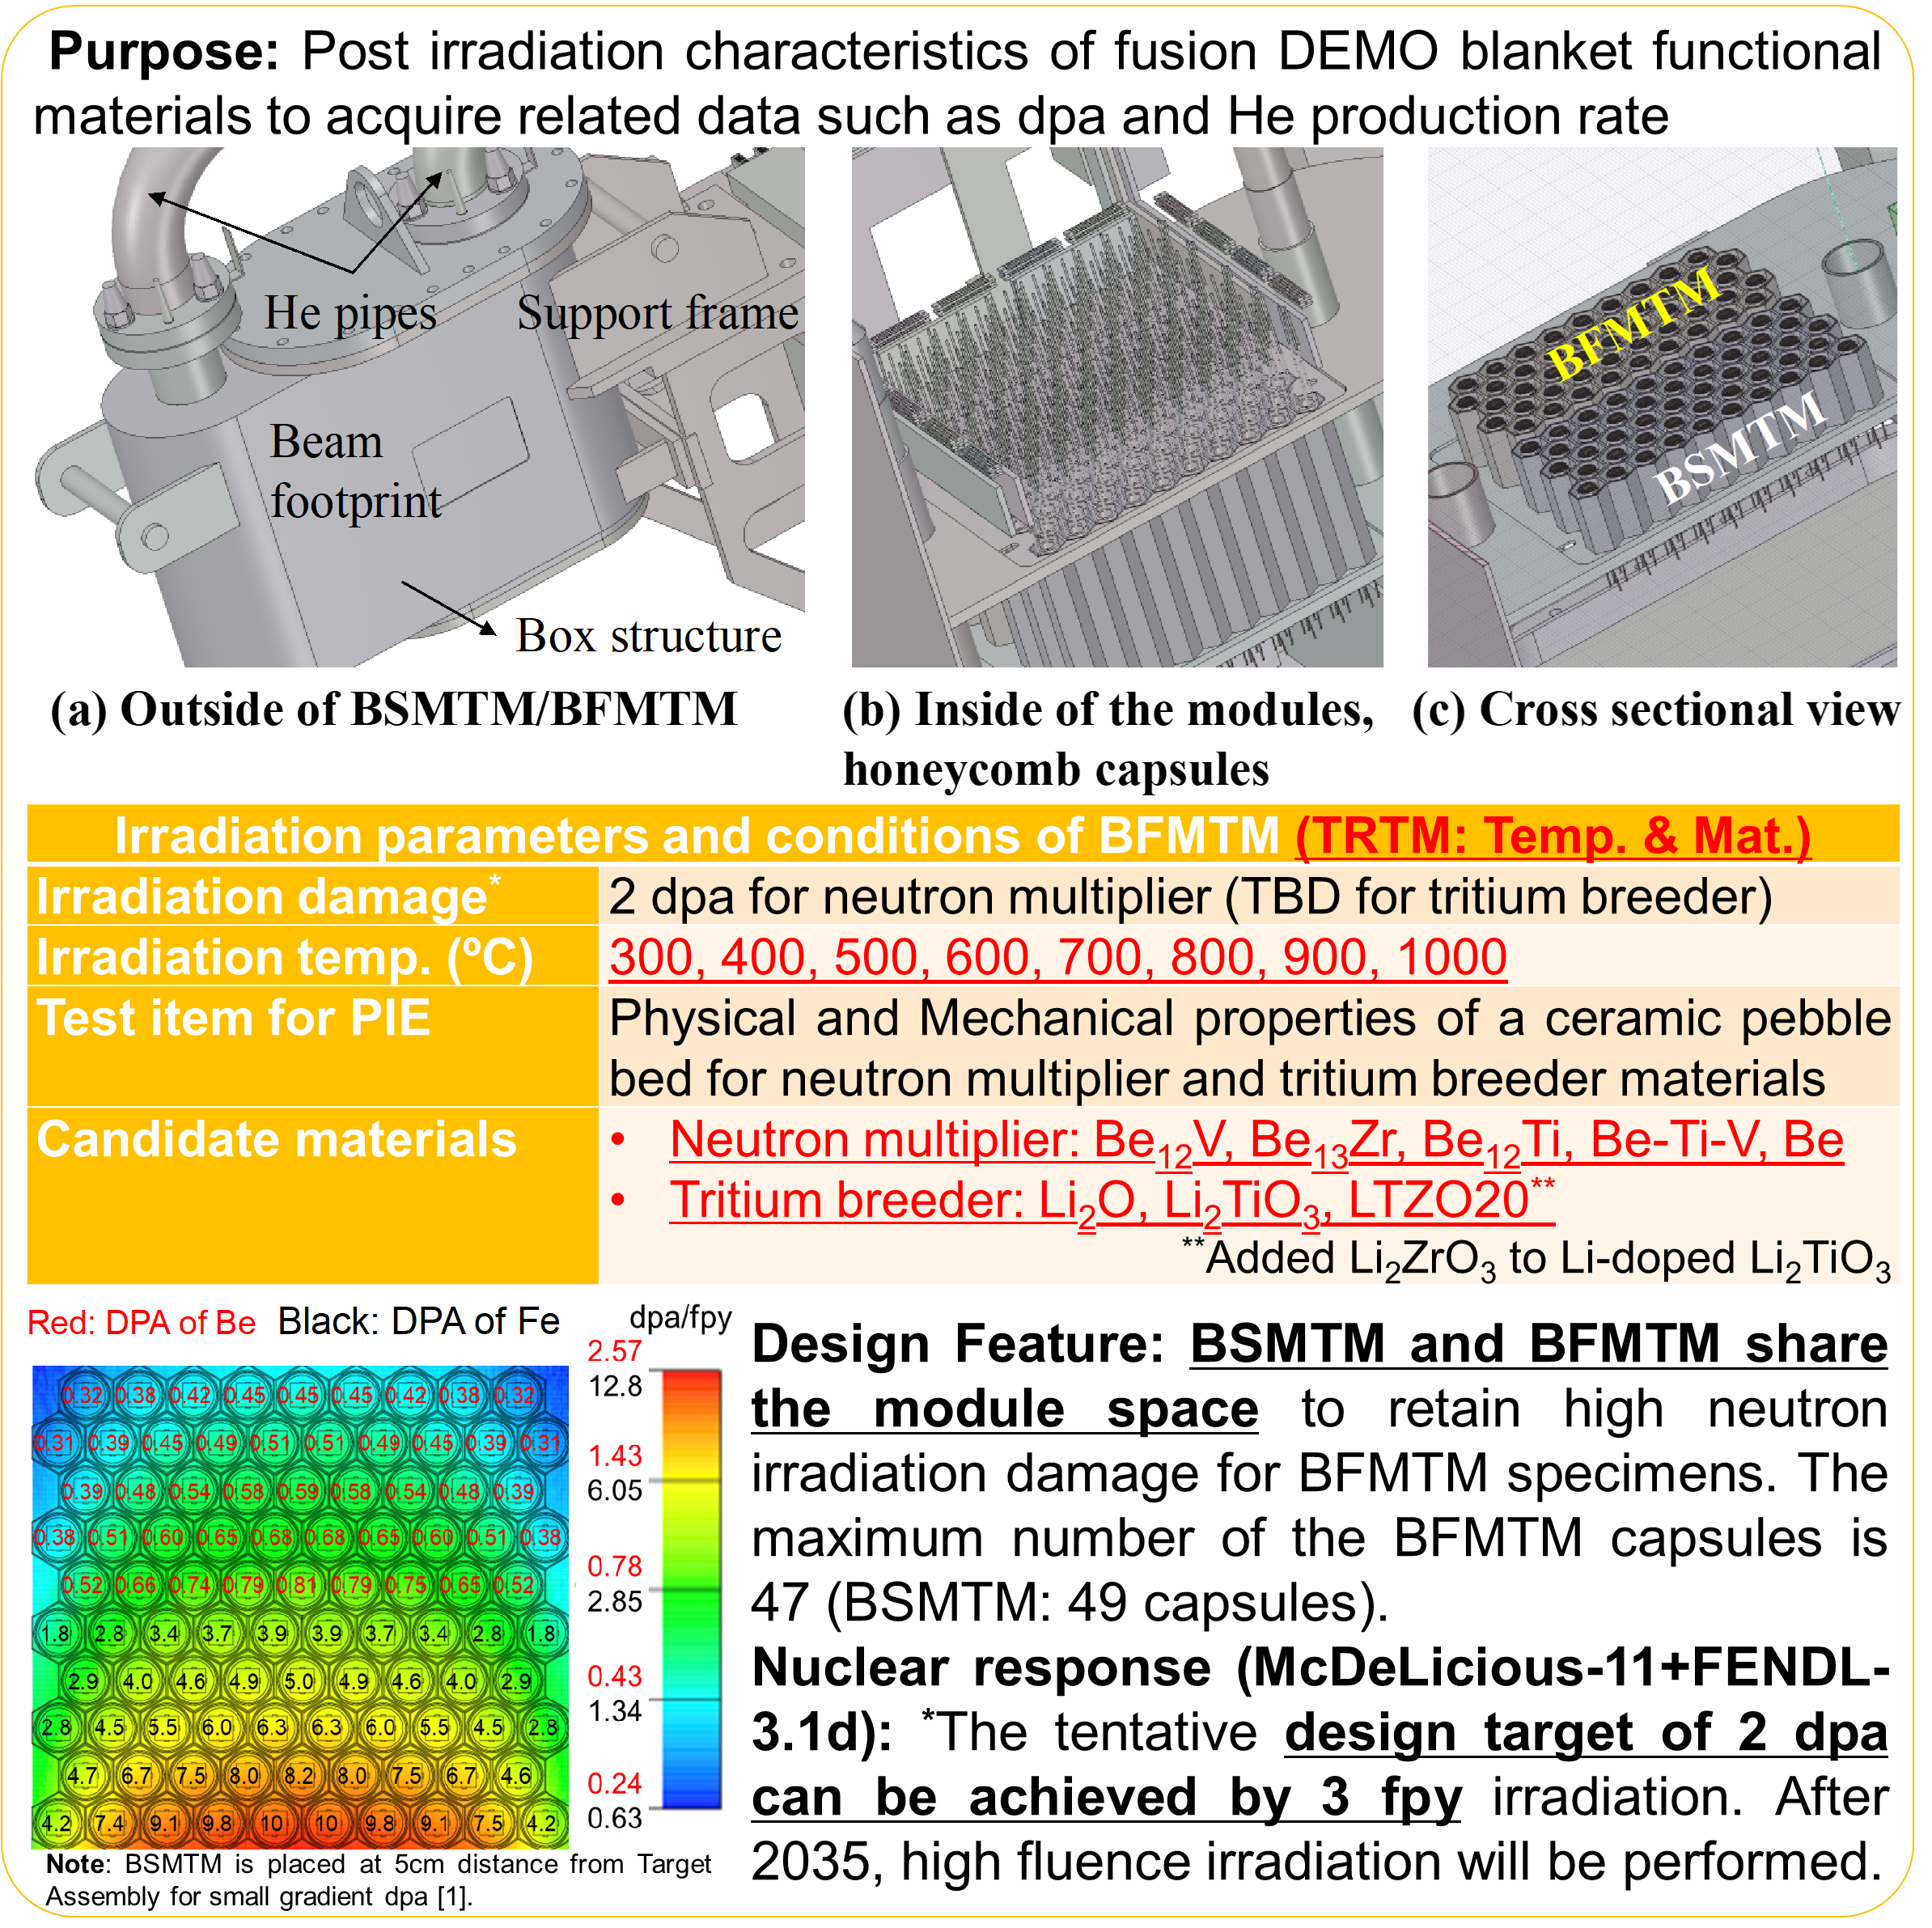 Purpose: Post irradiation characteristics of fusion DEMO blanket functional
materials to acquire related data such as dpa and He production rate
He pipes
Support frame
Beam
footprint
Box structure
BFMTM
BSMTM
(a) Outside of BSMTM/BFMTM
(b) Inside of the modules,
honeycomb capsules
(c) Cross sectional view
Irradiation parameters and conditions of BFMTM (TRTM: Temp. & Mat.)
Irradiation damage* 2 dpa for neutron multiplier (TBD for tritium breeder)
Irradiation temp. (ºC) 300, 400, 500, 600, 700, 800, 900, 1000
Test item for PIE Physical and Mechanical properties of a ceramic pebble
bed for neutron multiplier and tritium breeder materials
Candidate materials • Neutron multiplier: Be12V, Be13Zr, Be12Ti, Be-Ti-V, Be
• Tritium breeder: Li2O, Li2TiO3, LTZO20**
**Added Li2ZrO3 to Li-doped Li2TiO3
Red: DPA of Be Black: DPA of Fe
0.32 0.38 0.42 0.45 0.45 0.45 0.42 0.38 0.32
0.31 0.39 0.45 0.49 0.51 0.51 0.49 0.45 0.39 0.31
0.39 0.48 0.54 0.58 0.59 0.58 0.54 0.48 0.39
0.38 0.51 0.60 0.65 0.68 0.68 0.65 0.60 0.51 0.38
0.52 0.66 0.74 0.79 0.81 0.79 0.75 0.65 0.52
1.8 2.8 3.4 3.7 3.9 3.9 3.7 3.4 2.8 1.8
2.9 4.0 4.6 4.9 5.0 4.9 4.6 4.0 2.9
2.8 4.5 5.5 6.0 6.3 6.3 6.0 5.5 4.5 2.8
4.7 6.7 7.5 8.0 8.2 8.0 7.5 6.7 4.6
4.2 7.4 9.1 9.8 10 10 9.8 9.1 7.5 4.2
dpa/fpy
2.57
12.8
1.43
6.05
0.78
2.85
0.43
1.34
0.24
0.63
Note: BSMTM is placed at 5cm distance from Target
Assembly for small gradient dpa [1].
Design Feature: BSMTM and BFMTM share
the module space to retain high neutron
irradiation damage for BFMTM specimens. The
maximum number of the BFMTM capsules is
47 (BSMTM: 49 capsules).
Nuclear response (McDeLicious-11+FENDL-
3.1d): *The tentative design target of 2 dpa
can be achieved by 3 fpy irradiation. After
2035, high fluence irradiation will be performed.